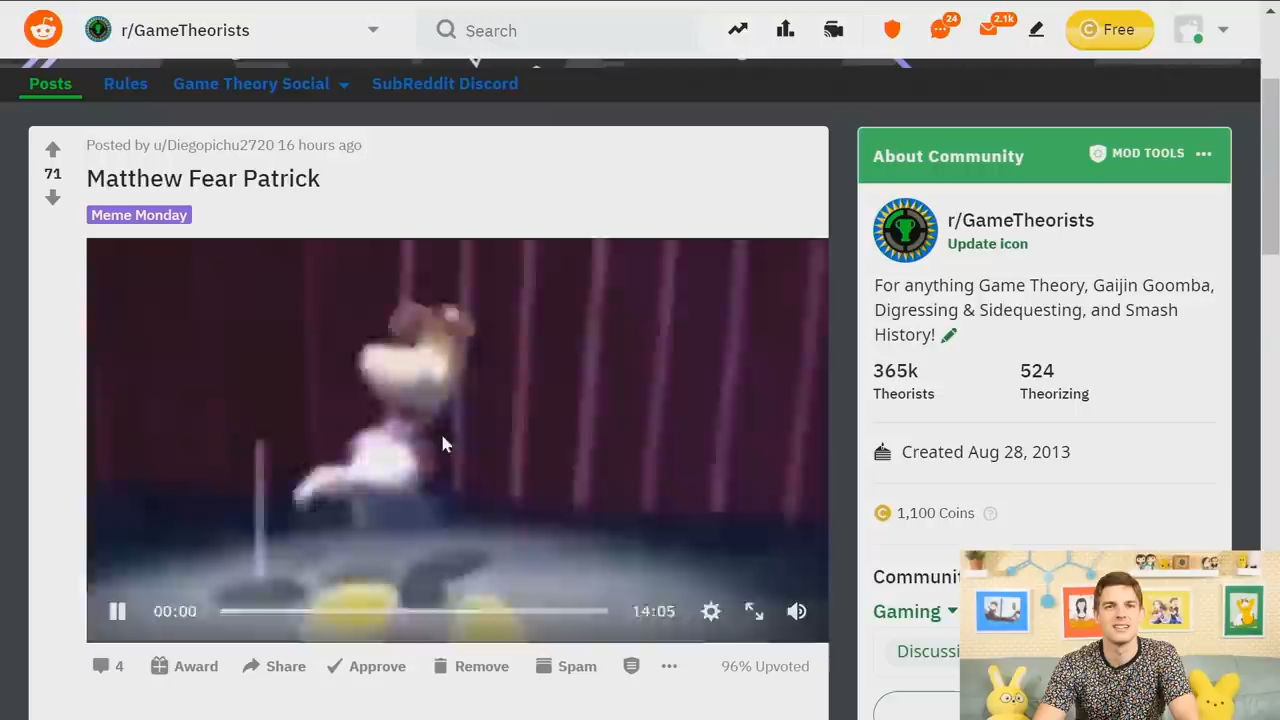 r/GameTheorists
Search
24
2.1k
Free
Posts
Rules
Game Theory Social
SubReddit Discord
Posted by u/Diegopichu2720 16 hours ago
71
Matthew Fear Patrick
Meme Monday
00:00
14:05
4
Award
Share
Approve
Remove
Spam
96% Upvoted
About Community
MOD TOOLS
r/GameTheorists
Update icon
For anything Game Theory, Gaijin Goomba,
Digressing & Sidequesting, and Smash
History!
365k
524
Theorists
Theorizing
Created Aug 28, 2013
1,100 Coins
Communi
Gaming
Discussi